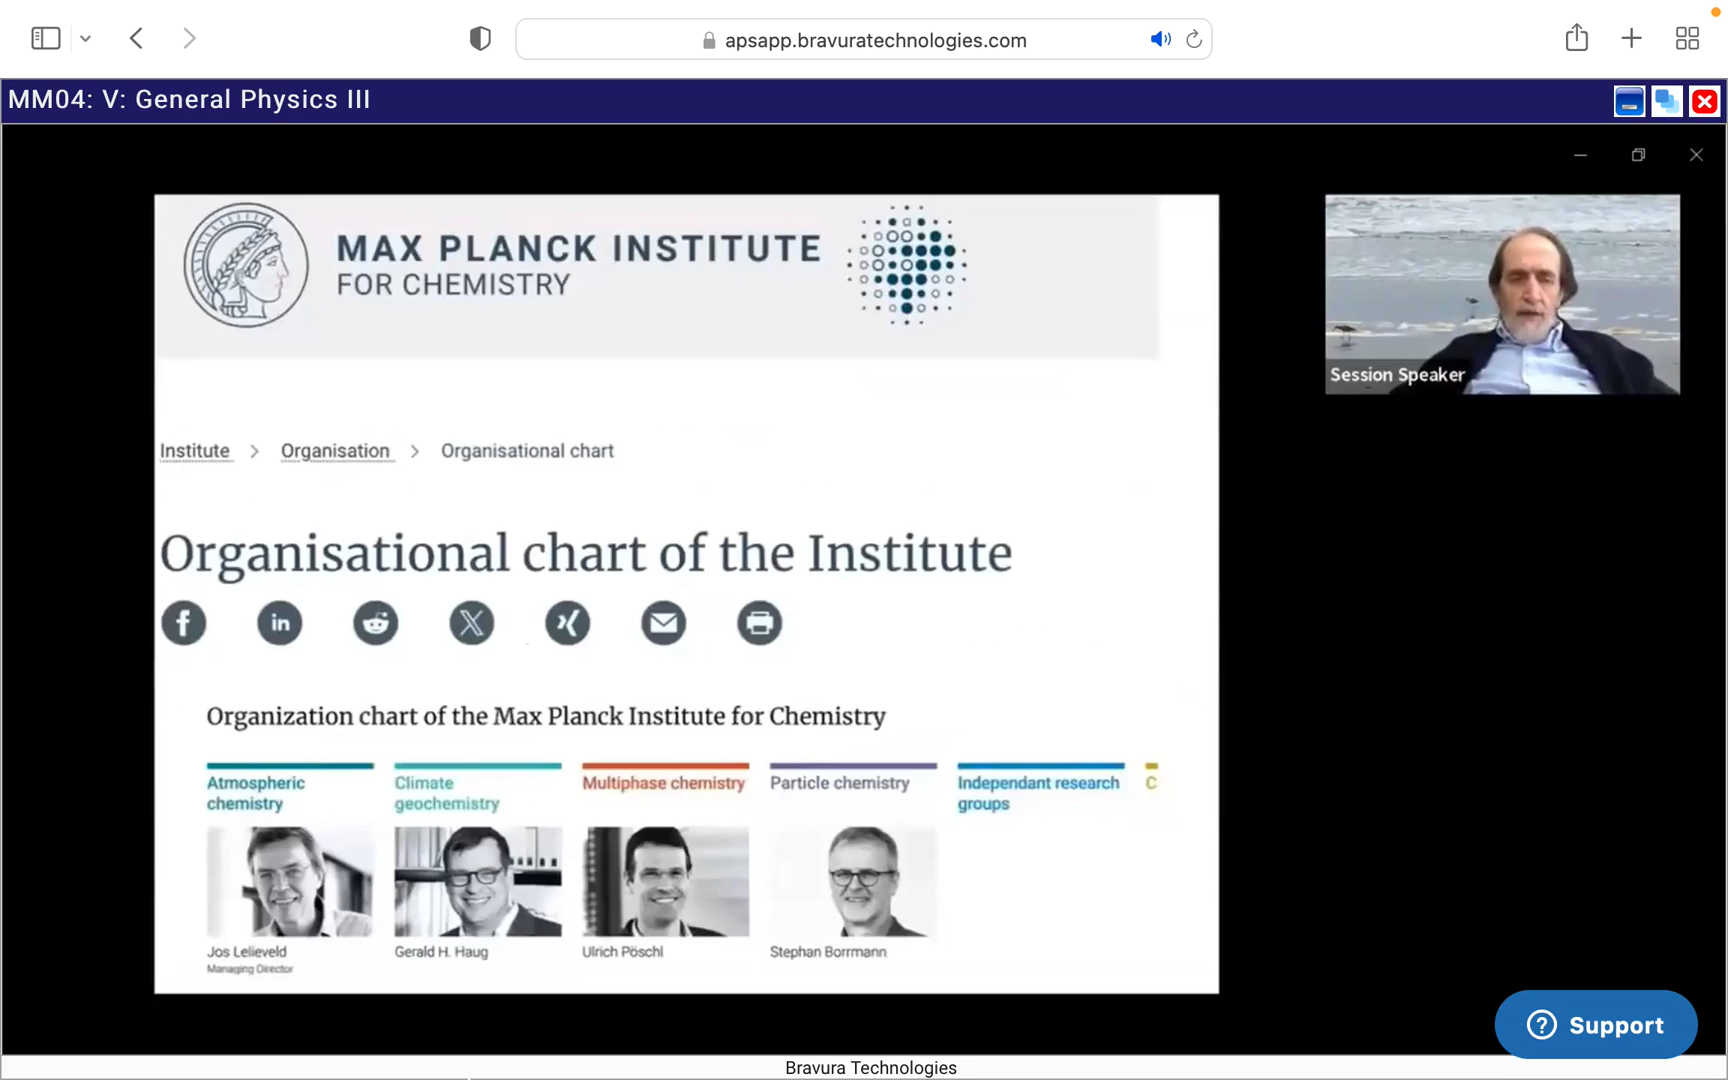 apsapp.bravuratechnologies.com
MM04: V: General Physics III
MAX PLANCK INSTITUTE
FOR CHEMISTRY
Session Speaker
Institute > Organisation > Organisational chart
Organisational chart of the Institute
Organization chart of the Max Planck Institute for Chemistry
Atmospheric
chemistry
Climate
geochemistry
Multiphase chemistry
Particle chemistry
Independant research
groups
C
Jos Lelieveld
Managing Director
Gerald H. Haug
Ulrich Pöschl
Stephan Borrmann
Support
Bravura Technologies